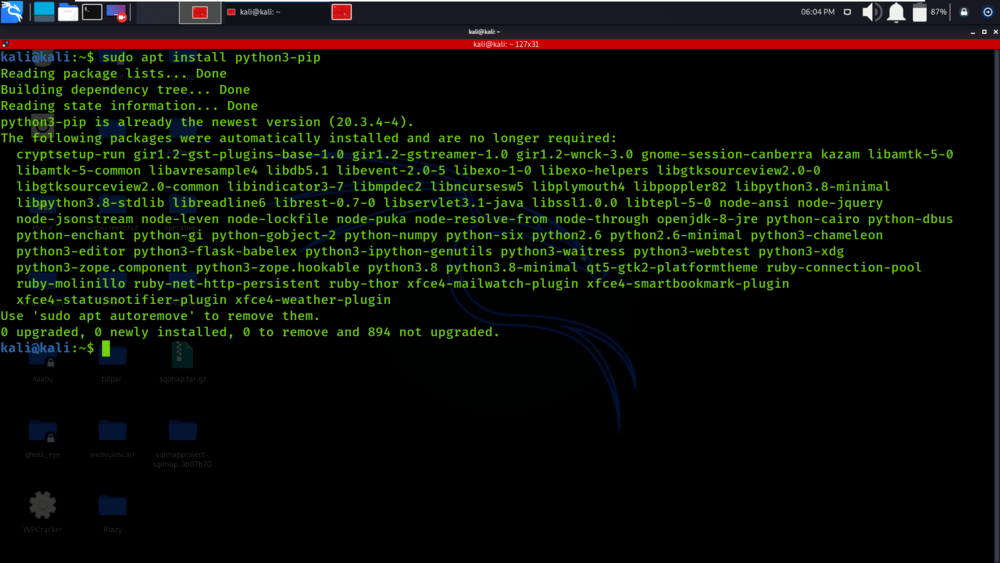 kali@kali: ~
06:04 PM
87%
kali@kali: ~
kali@kali: ~ 127x31
kali@kali:~$ sudo apt install python3-pip
Reading package lists... Done
Building dependency tree... Done
Reading state information... Done
python3-pip is already the newest version (20.3.4-4).
The following packages were automatically installed and are no longer required:
cryptsetup-run gir1.2-gst-plugins-base-1.0 gir1.2-gstreamer-1.0 gir1.2-wnck-3.0 gnome-session-canberra kazam libamtk-5-0
libamtk-5-common libavresample4 libdb5.1 libevent-2.0-5 libexo-1-0 libexo-helpers libgtksourceview2.0-0
libgtksourceview2.0-common libindicator3-7 libmpdec2 libncursesw5 libplymouth4 libpoppler82 libpython3.8-minimal
libpython3.8-stdlib libreadline6 librest-0.7-0 libservlet3.1-java libssl1.0.0 libtepl-5-0 node-ansi node-jquery
node-jsonstream node-leven node-lockfile node-puka node-resolve-from node-through openjdk-8-jre python-cairo python-dbus
python-enchant python-gi python-gobject-2 python-numpy python-six python2.6 python2.6-minimal python3-chameleon
python3-editor python3-flask-babelex python3-ipython-genutils python3-waitress python3-webtest python3-xdg
python3-zope.component python3-zope.hookable python3.8 python3.8-minimal qt5-gtk2-platformtheme ruby-connection-pool
ruby-molinillo ruby-net-http-persistent ruby-thor xfce4-mailwatch-plugin xfce4-smartbookmark-plugin
xfce4-statusnotifier-plugin xfce4-weather-plugin
Use 'sudo apt autoremove' to remove them.
0 upgraded, 0 newly installed, 0 to remove and 894 not upgraded.
kali@kali:~$
naabu
tulpar
sqlmap.tar.gz
ghost_eye
webvulnscan
sqlmapproject-
sqlmap-3b07b70
WPCracker
Blazy